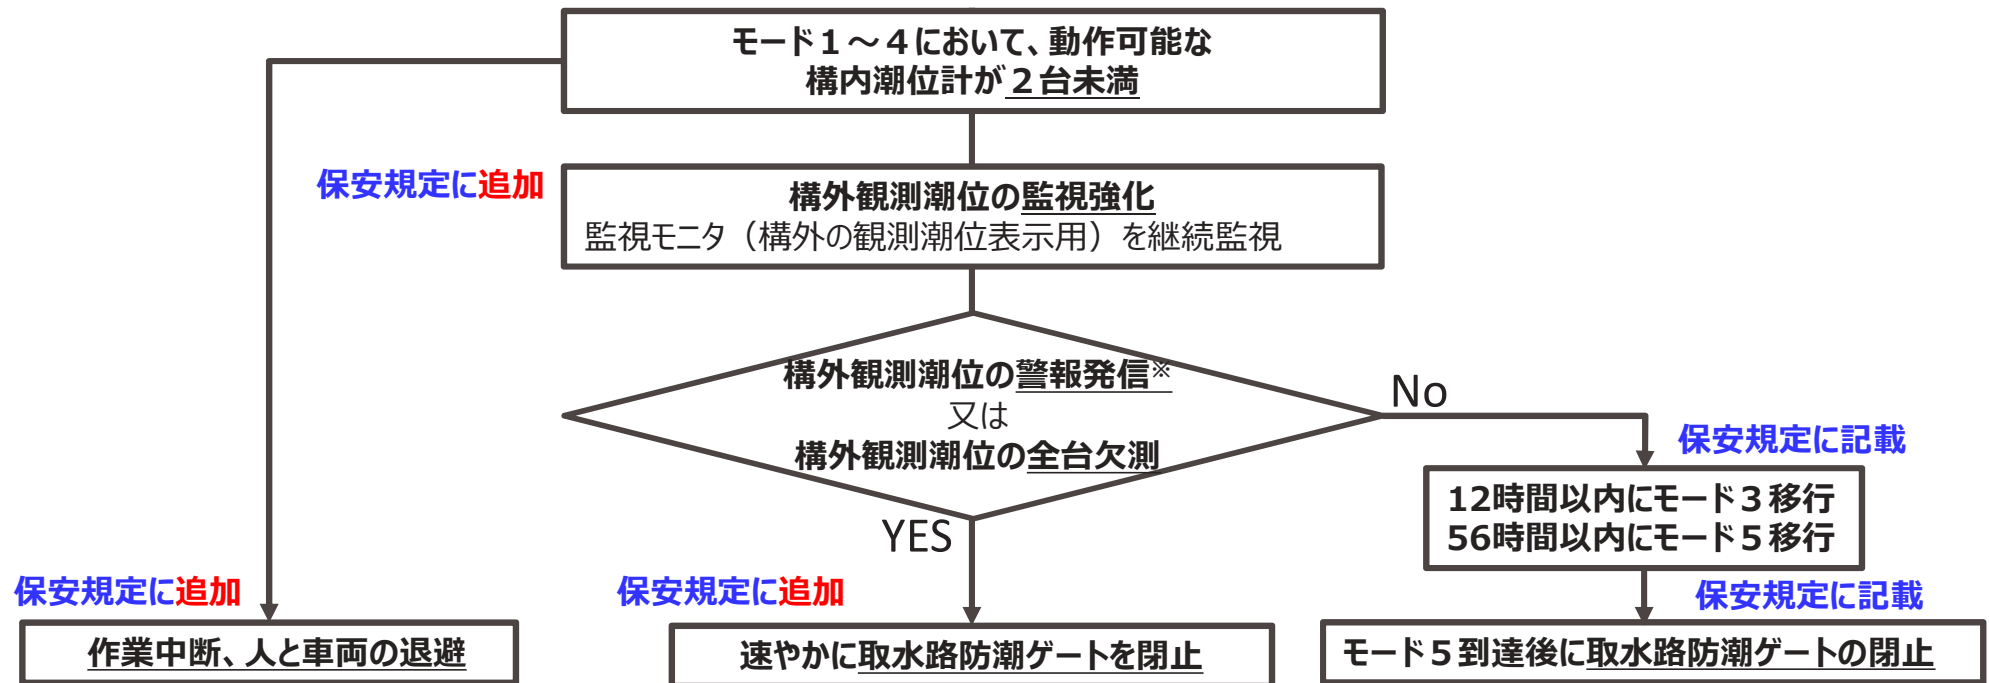 モード１～４において、動作可能な
構内潮位計が２台未満
保安規定に追加
構外観測潮位の監視強化
監視モニタ（構外の観測潮位表示用）を継続監視
構外観測潮位の警報発信※
又は
構外観測潮位の全台欠測
No
保安規定に記載
12時間以内にモード３移行
56時間以内にモード５移行
YES
保安規定に追加
保安規定に追加
保安規定に記載
作業中断、人と車両の退避
速やかに取水路防潮ゲートを閉止
モード５到達後に取水路防潮ゲートの閉止